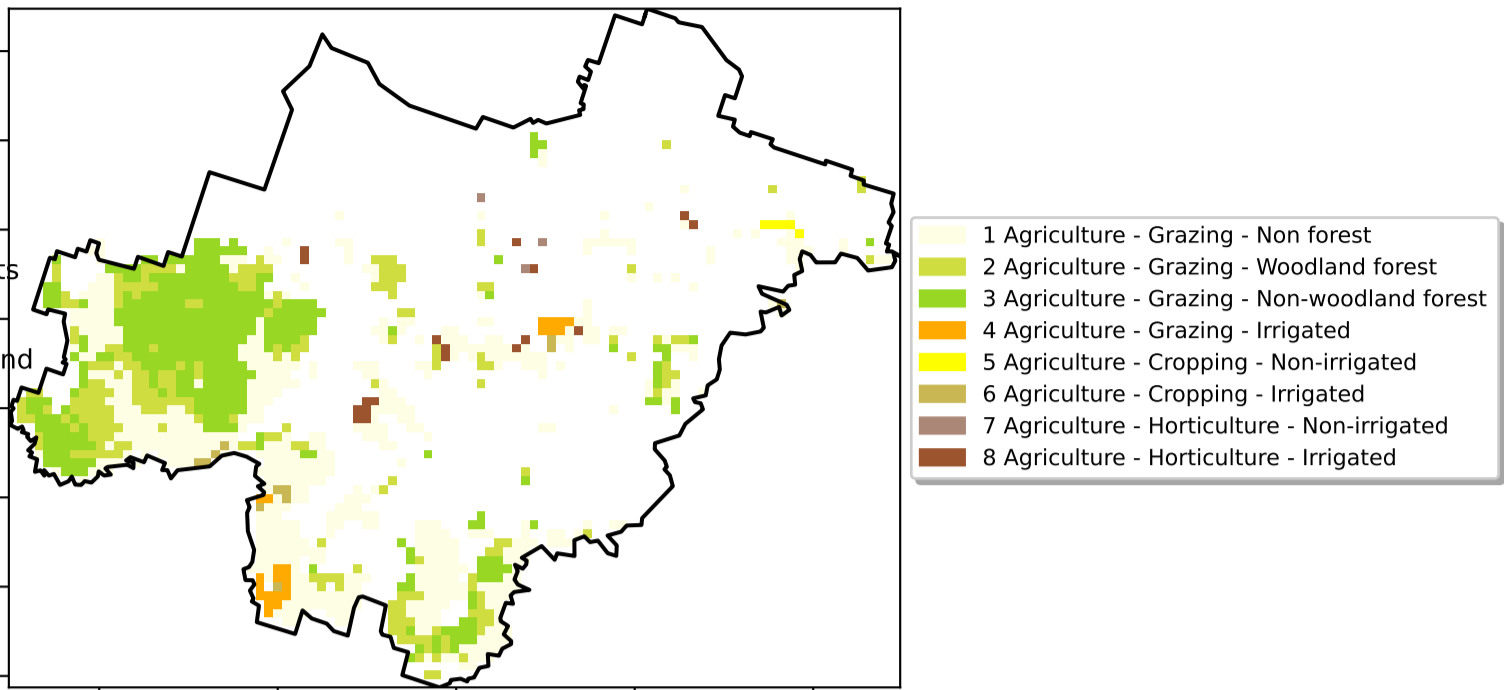 1 Agriculture - Grazing - Non forest
2 Agriculture - Grazing - Woodland forest
ts
3 Agriculture - Grazing - Non-woodland forest
4 Agriculture - Grazing - Irrigated
nd
5 Agriculture - Cropping - Non-irrigated
6 Agriculture - Cropping - Irrigated
7 Agriculture - Horticulture - Non-irrigated
8 Agriculture - Horticulture - Irrigated